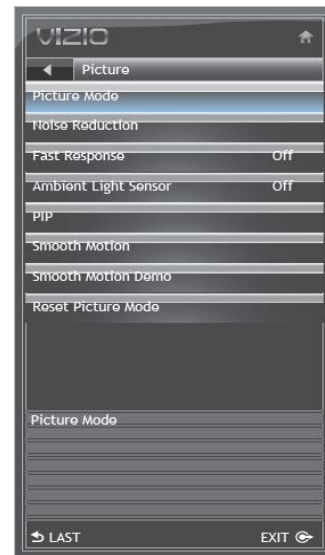 VIZIO
Picture
Picture Mode
Noise Reduction
Fast Response Off
Ambient Light Sensor Off
PIP
Smooth Motion
Smooth Motion Demo
Reset Picture Mode
Picture Mode
LAST EXIT